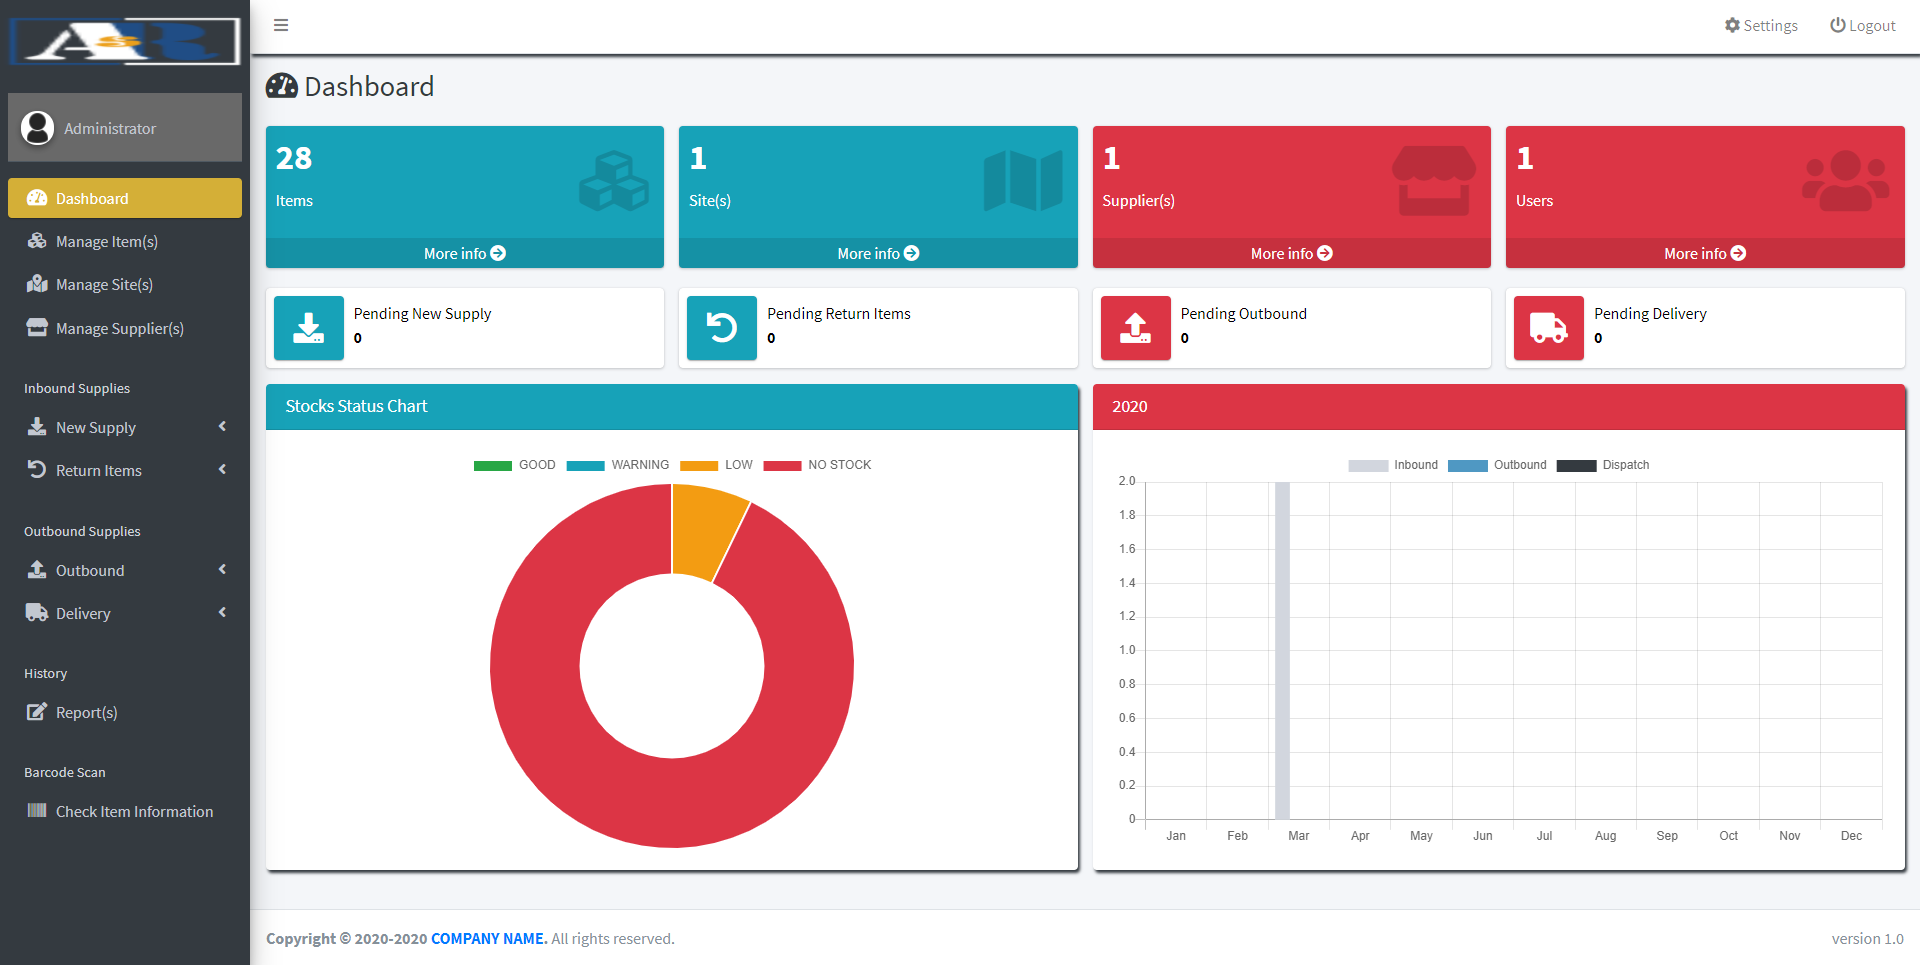 ASR
Administrator
Dashboard
Manage Item(s)
Manage Site(s)
Manage Supplier(s)
Inbound Supplies
New Supply
Return Items
Outbound Supplies
Outbound
Delivery
History
Report(s)
Barcode Scan
Check Item Information
Settings
Logout
Dashboard
28
Items
More info
1
Site(s)
More info
1
Supplier(s)
More info
1
Users
More info
Pending New Supply
0
Pending Return Items
0
Pending Outbound
0
Pending Delivery
0
Stocks Status Chart
GOOD WARNING LOW NO STOCK
2020
Inbound Outbound Dispatch
2.0
1.8
1.6
1.4
1.2
1.0
0.8
0.6
0.4
0.2
0
Jan Feb Mar Apr May Jun Jul Aug Sep Oct Nov Dec
Copyright © 2020-2020 COMPANY NAME. All rights reserved.
version 1.0